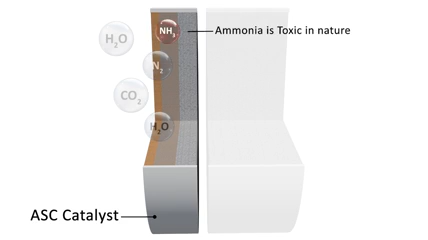 H₂O
NH₃
Ammonia is Toxic in nature
N₂
CO₂
H₂O
ASC Catalyst